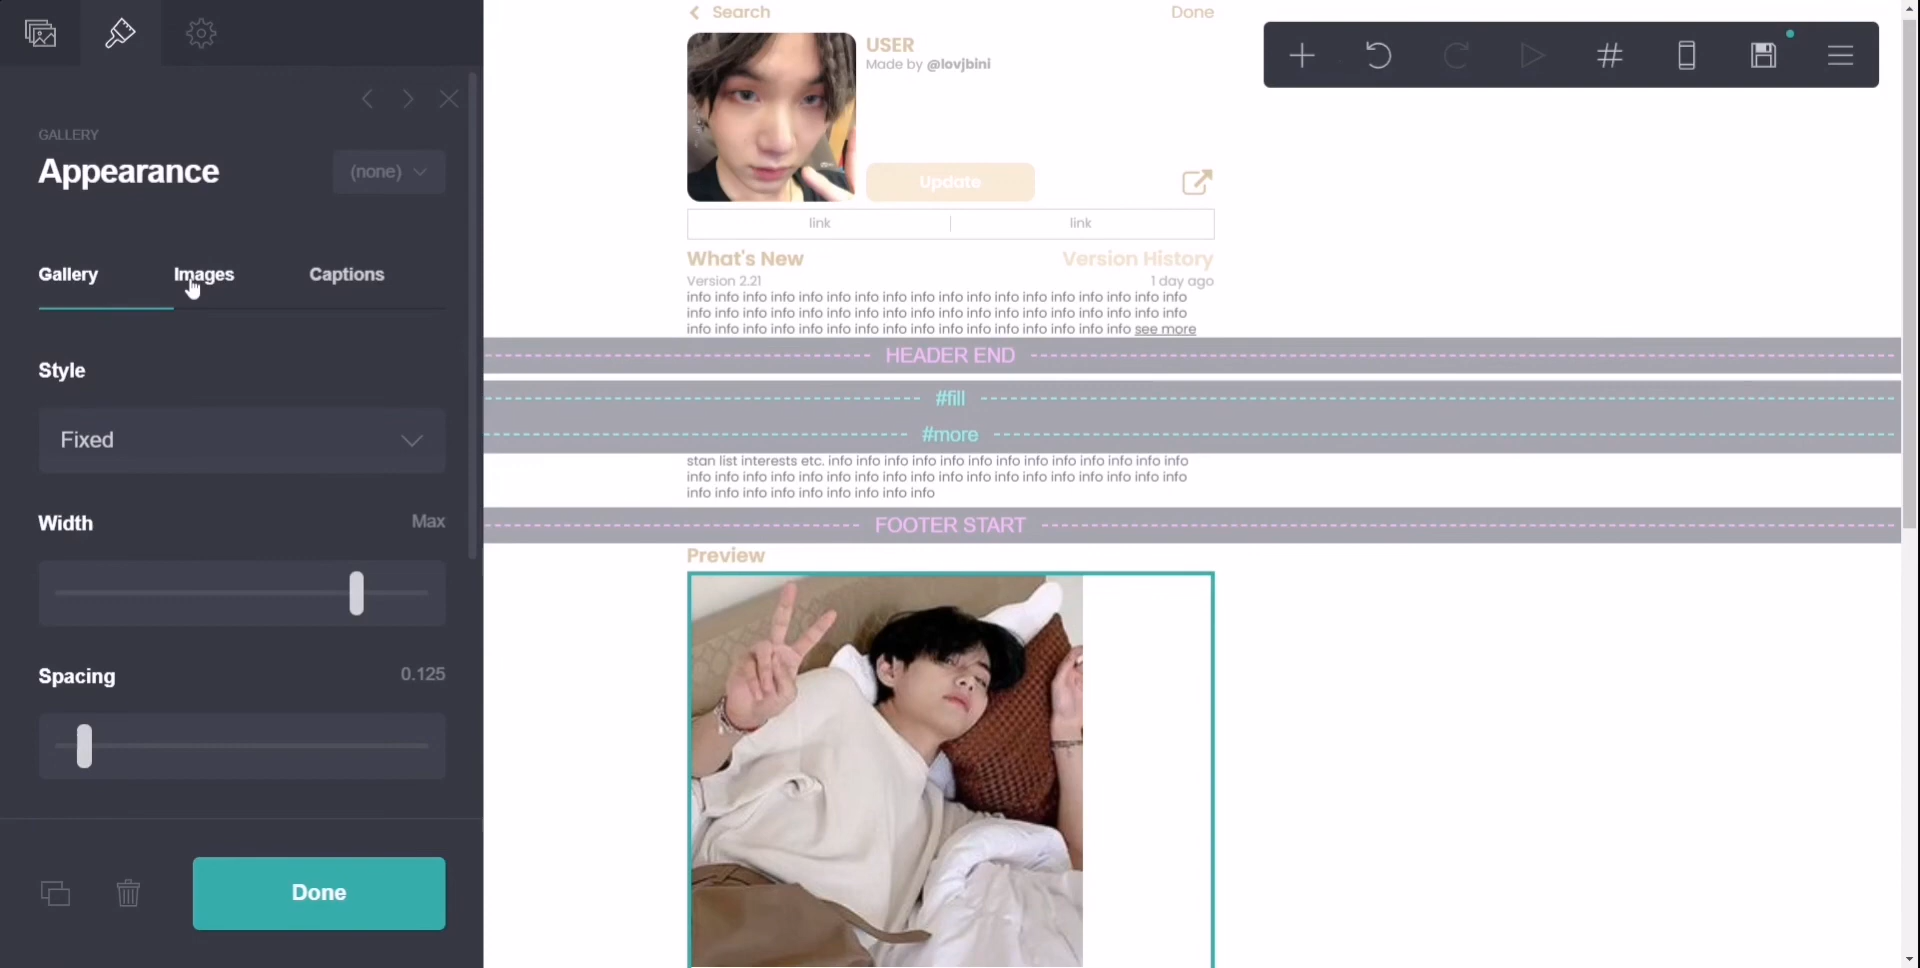 GALLERY
Appearance
(none)
Gallery
Images
Captions
Style
Fixed
Width
Max
Spacing
0.125
Done
Search
Done
USER
Made by @lovjbini
Update
link
link
What's New
Version History
Version 2.21
1 day ago
info info info info info info info info info info info info info info info info info info
info info info info info info info info info info info info info info info info info info
info info info info info info info info info info info info info info info info see more
HEADER END
#fill
#more
stan list interests etc. info info info info info info info info info info info info info
info info info info info info info info info info info info info info info info info info
info info info info info info info info info
FOOTER START
Preview
#